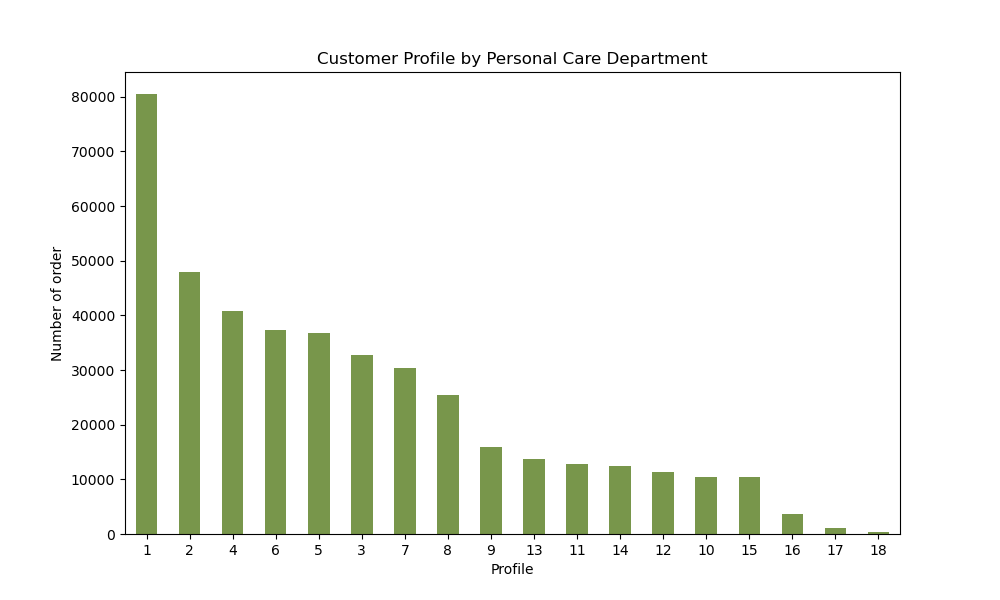 Customer Profile by Personal Care Department
80000
70000
60000
50000
40000
30000
20000
10000
0
Number of order
1 2 4 6 5 3 7 8 9 13 11 14 12 10 15 16 17 18
Profile